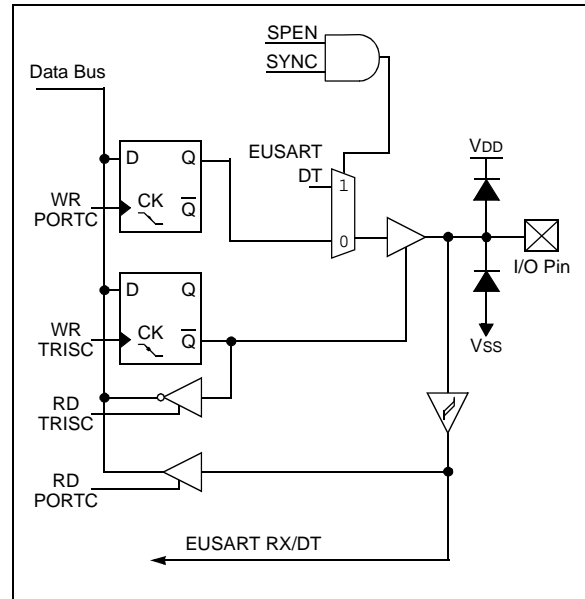 SPEN
SYNC
Data Bus
EUSART
DT
1
0
VDD
I/O Pin
VSS
D Q
CK Q
WR
PORTC
D Q
CK Q
WR
TRISC
RD
TRISC
RD
PORTC
EUSART RX/DT